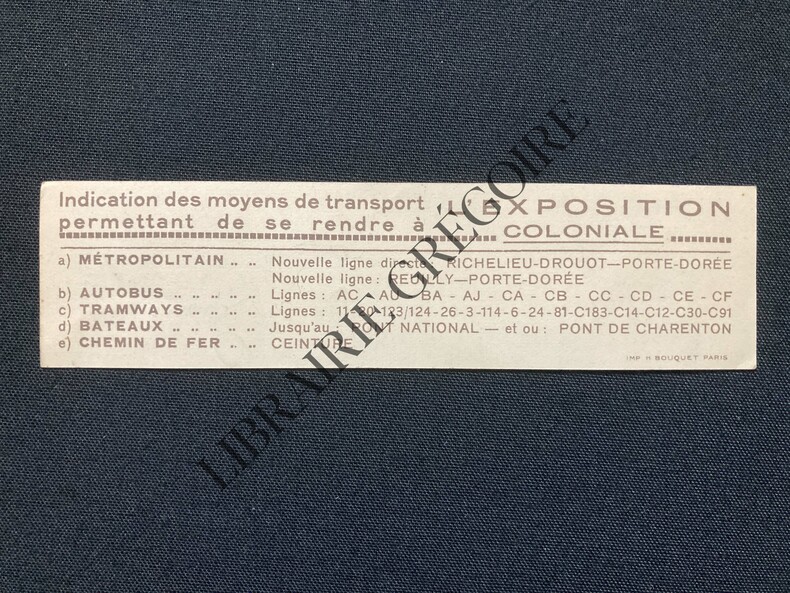 Indication des moyens de transport L'EXPOSITION
permettant de se rendre à COLONIALE
a) MÉTROPOLITAIN .. .. Nouvelle ligne directe : RICHELIEU-DROUOT—PORTE-DORÉE
Nouvelle ligne : REUILLY—PORTE-DORÉE
b) AUTOBUS .. .. .. .. .. Lignes : AC - AD - BA - AJ - CA - CB - CC - CD - CE - CF
c) TRAMWAYS .. .. .. .. Lignes : 11-20-123/124-26-3-114-6-24-81-C183-C14-C12-C30-C91
d) BATEAUX .. .. .. .. .. Jusqu'au : PONT NATIONAL — et ou : PONT DE CHARENTON
e) CHEMIN DE FER .. .. CEINTURE
IMP H BOUQUET PARIS
LIBRAIRIE GRÉGOIRE